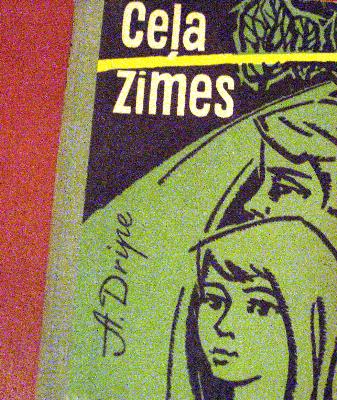 Ceļa
zīmes
A. Dripe